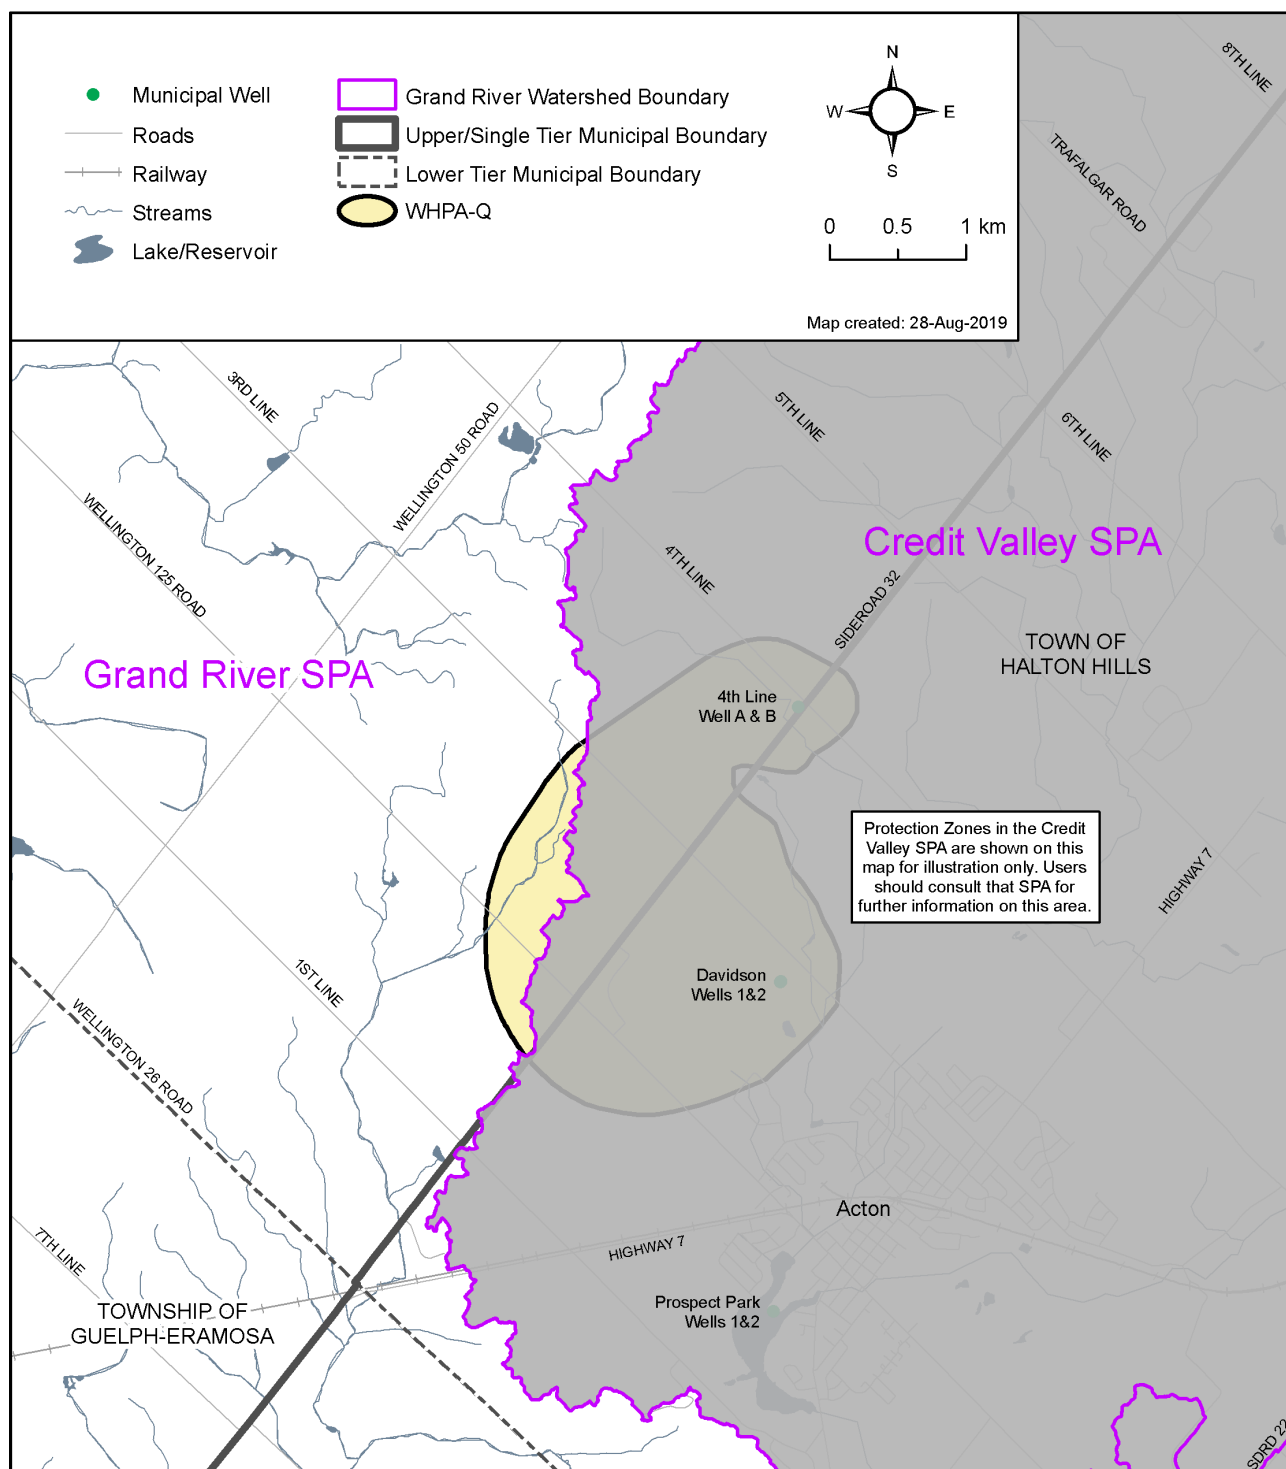 Municipal Well
Roads
Railway
Streams
Lake/Reservoir
Grand River Watershed Boundary
Upper/Single Tier Municipal Boundary
Lower Tier Municipal Boundary
WHPA-Q
N
W
E
S
0 0.5 1 km
Map created: 28-Aug-2019
8TH LINE
TRAFALGAR ROAD
3RD LINE
WELLINGTON 50 ROAD
5TH LINE
6TH LINE
WELLINGTON 125 ROAD
4TH LINE
Credit Valley SPA
SIDEROAD 32
TOWN OF
HALTON HILLS
Grand River SPA
4th Line
Well A & B
Protection Zones in the Credit
Valley SPA are shown on this
map for illustration only. Users
should consult that SPA for
further information on this area.
HIGHWAY 7
1ST LINE
Davidson
Wells 1&2
WELLINGTON 26 ROAD
Acton
7TH LINE
HIGHWAY 7
TOWNSHIP OF
GUELPH-ERAMOSA
Prospect Park
Wells 1&2
SDRD 22